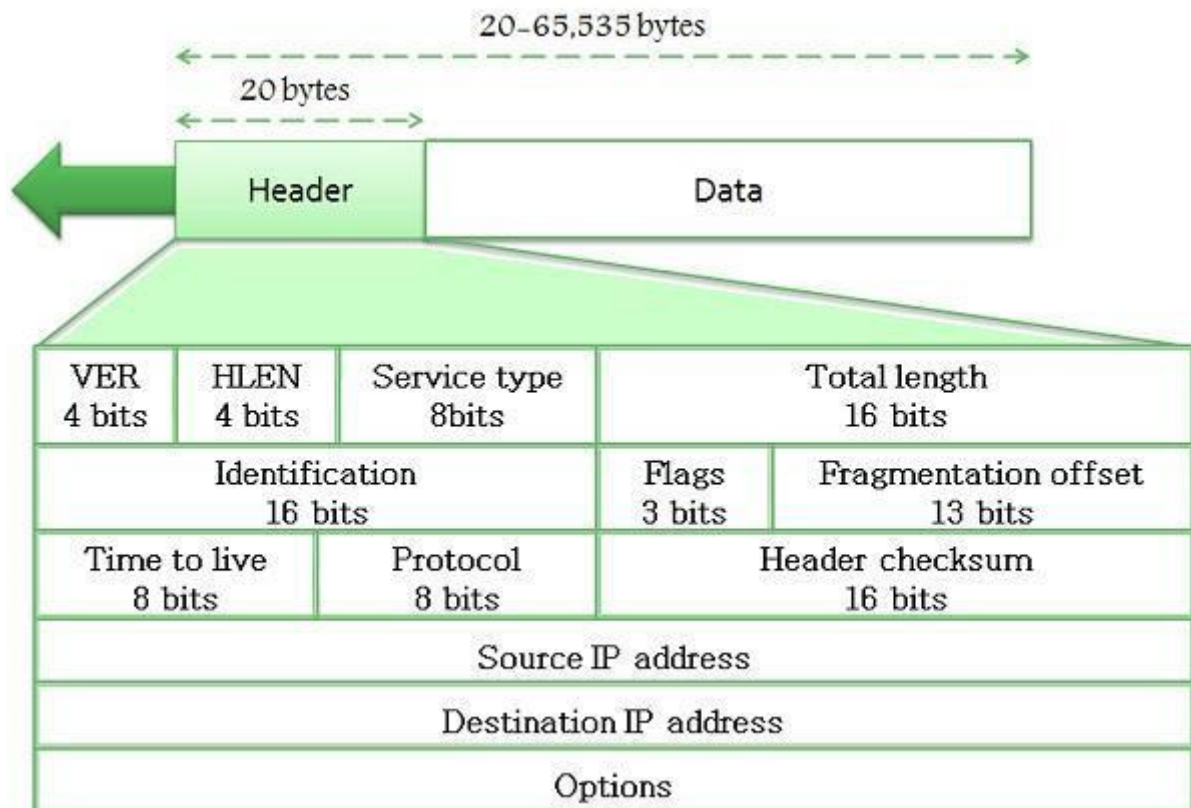 20-65,535 bytes
20 bytes
Header
Data
VER
4 bits
HLEN
4 bits
Service type
8bits
Total length
16 bits
Identification
16 bits
Flags
3 bits
Fragmentation offset
13 bits
Time to live
8 bits
Protocol
8 bits
Header checksum
16 bits
Source IP address
Destination IP address
Options